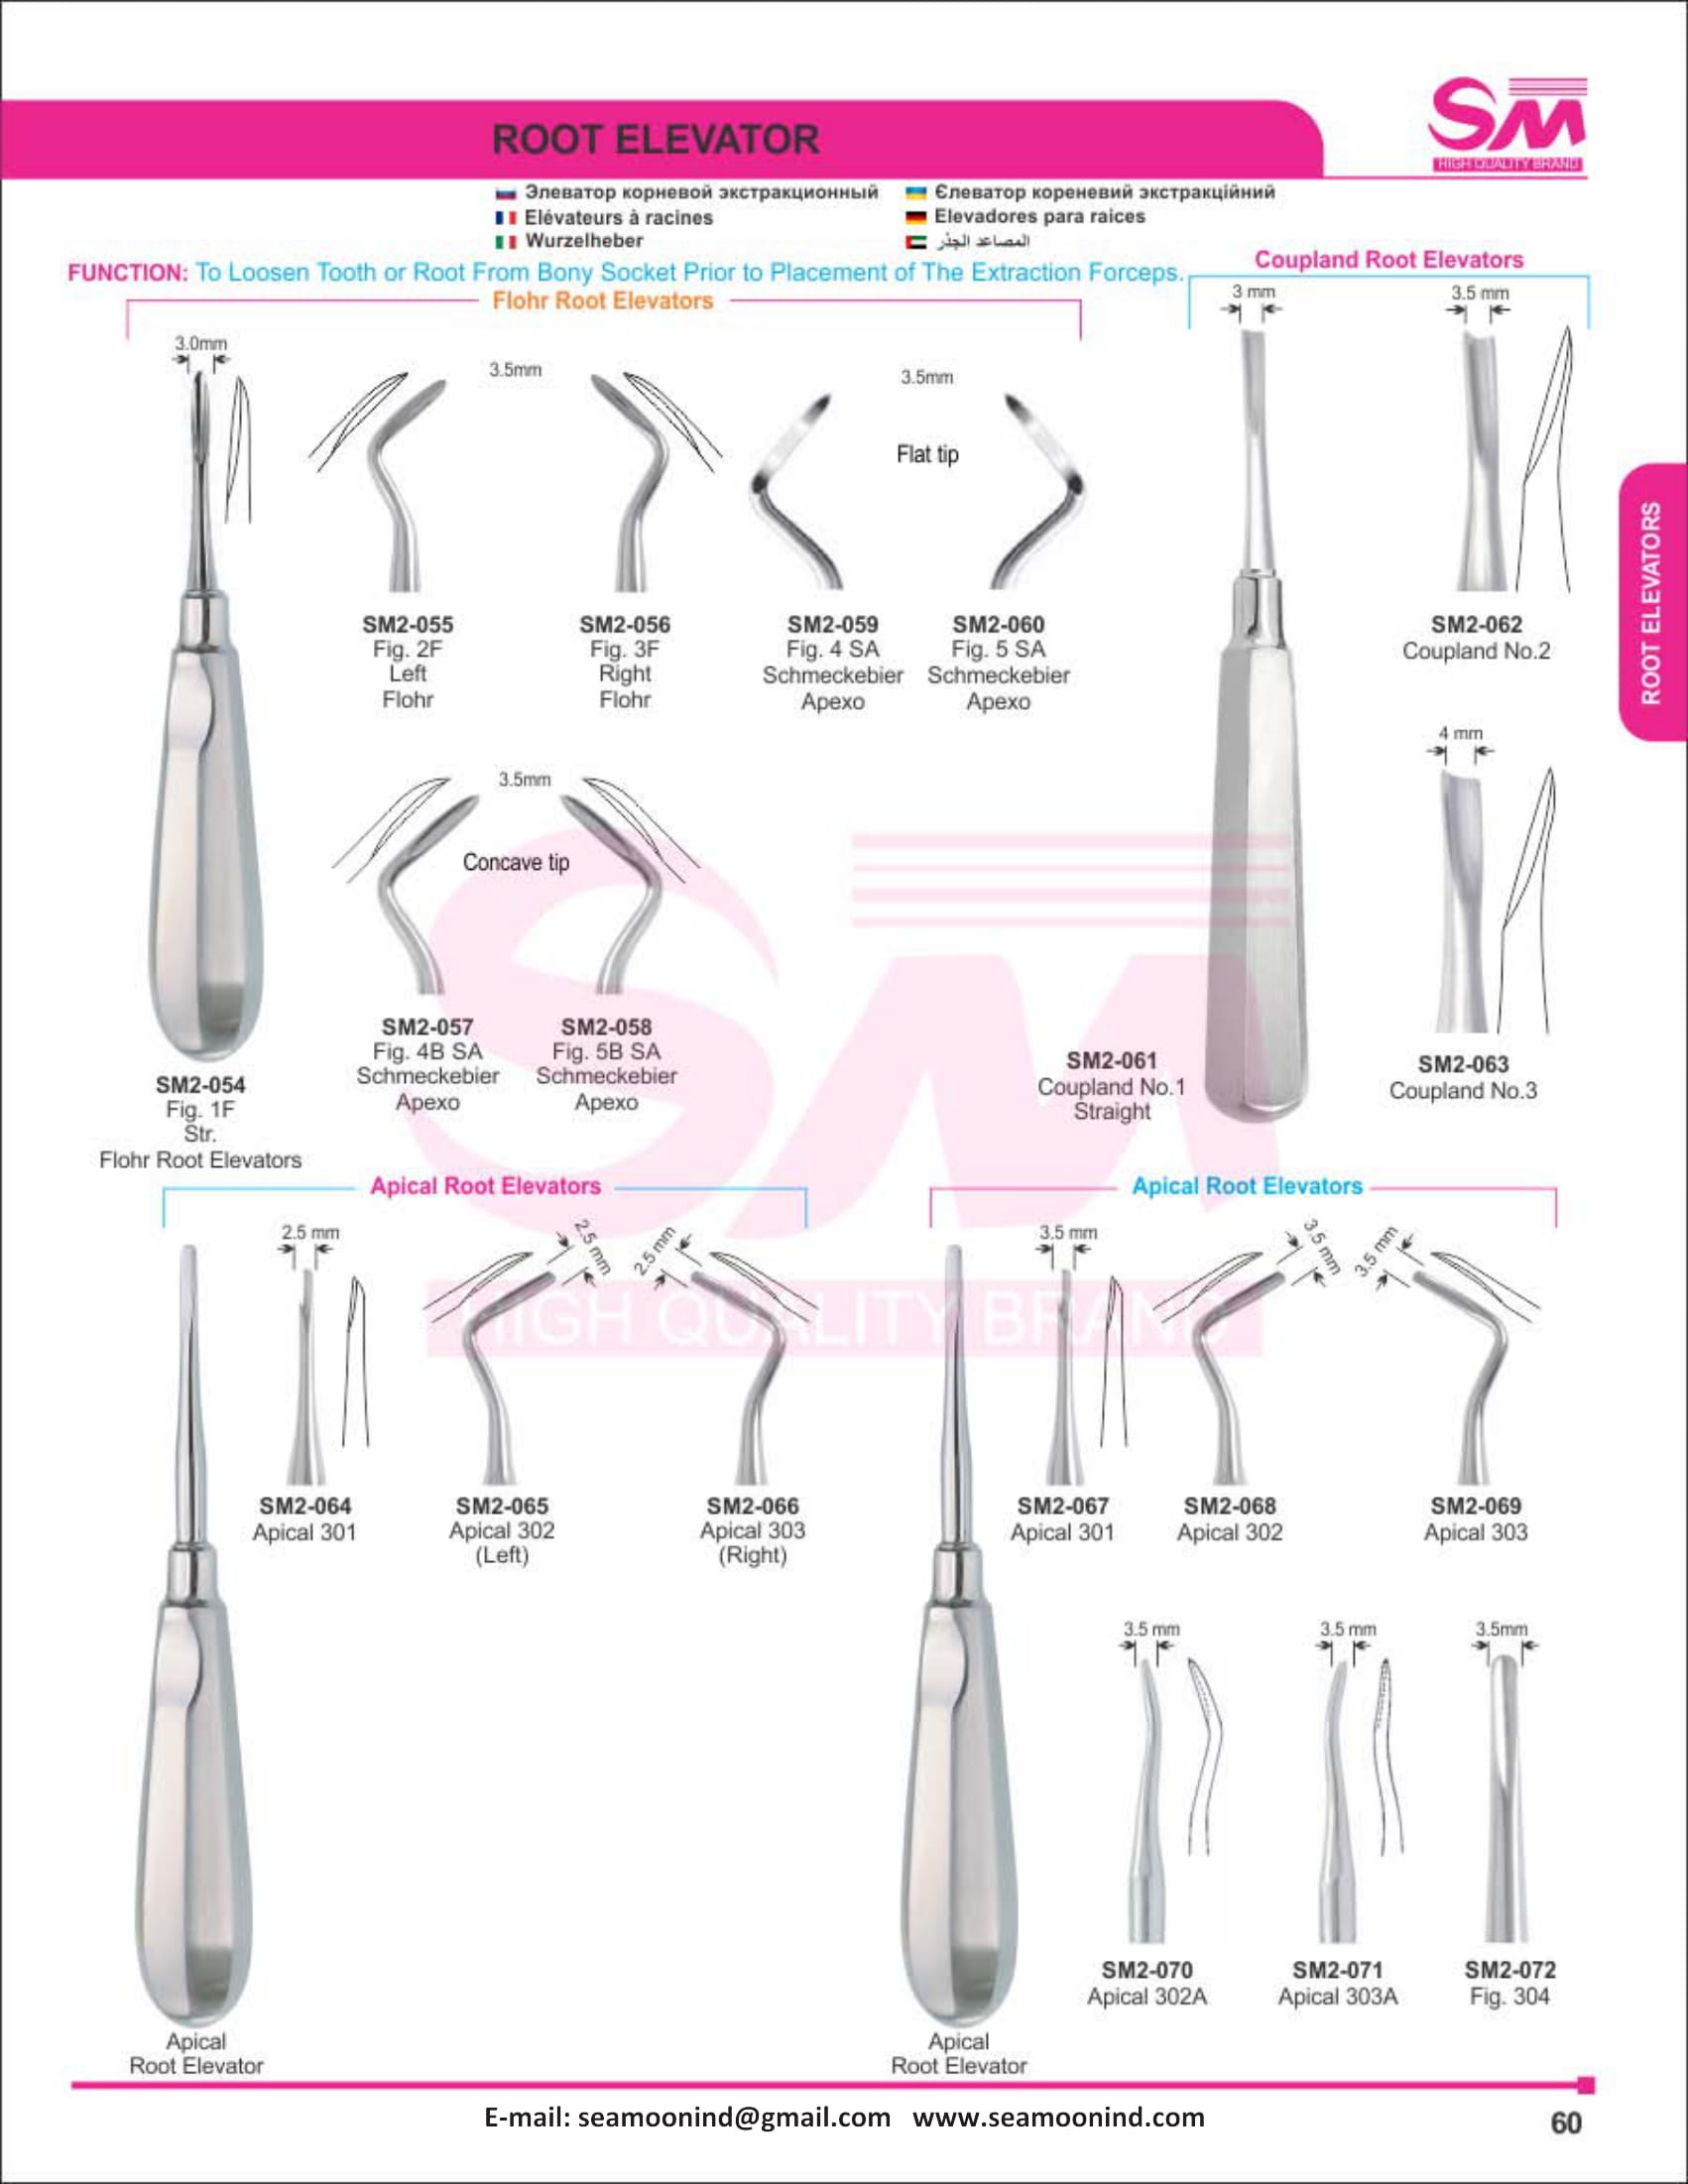 SM
HIGH QUALITY BRAND
ROOT ELEVATOR
Элеватор корневой экстракционный
Єлеватор кореневий экстракційний
Elévateurs à racines
Elevadores para raices
Wurzelheber
المصاعد الجذر
FUNCTION: To Loosen Tooth or Root From Bony Socket Prior to Placement of The Extraction Forceps.
Flohr Root Elevators
3.0mm
3.5mm
3.5mm
Flat tip
SM2-055
Fig. 2F
Left
Flohr
SM2-056
Fig. 3F
Right
Flohr
SM2-059
Fig. 4 SA
Schmeckebier
Apexo
SM2-060
Fig. 5 SA
Schmeckebier
Apexo
3.5mm
Concave tip
SM2-057
Fig. 4B SA
Schmeckebier
Apexo
SM2-058
Fig. 5B SA
Schmeckebier
Apexo
SM2-054
Fig. 1F
Str.
Flohr Root Elevators
Coupland Root Elevators
3 mm
3.5 mm
SM2-062
Coupland No.2
4 mm
SM2-061
Coupland No.1
Straight
SM2-063
Coupland No.3
ROOT ELEVATORS
SM
HIGH QUALITY BRAND
Apical Root Elevators
2.5 mm
2.5 mm
2.5 mm
SM2-064
Apical 301
SM2-065
Apical 302
(Left)
SM2-066
Apical 303
(Right)
Apical
Root Elevator
Apical Root Elevators
3.5 mm
3.5 mm
3.5 mm
SM2-067
Apical 301
SM2-068
Apical 302
SM2-069
Apical 303
3.5 mm
3.5 mm
3.5mm
SM2-070
Apical 302A
SM2-071
Apical 303A
SM2-072
Fig. 304
Apical
Root Elevator
E-mail: seamoonind@gmail.com www.seamoonind.com
60